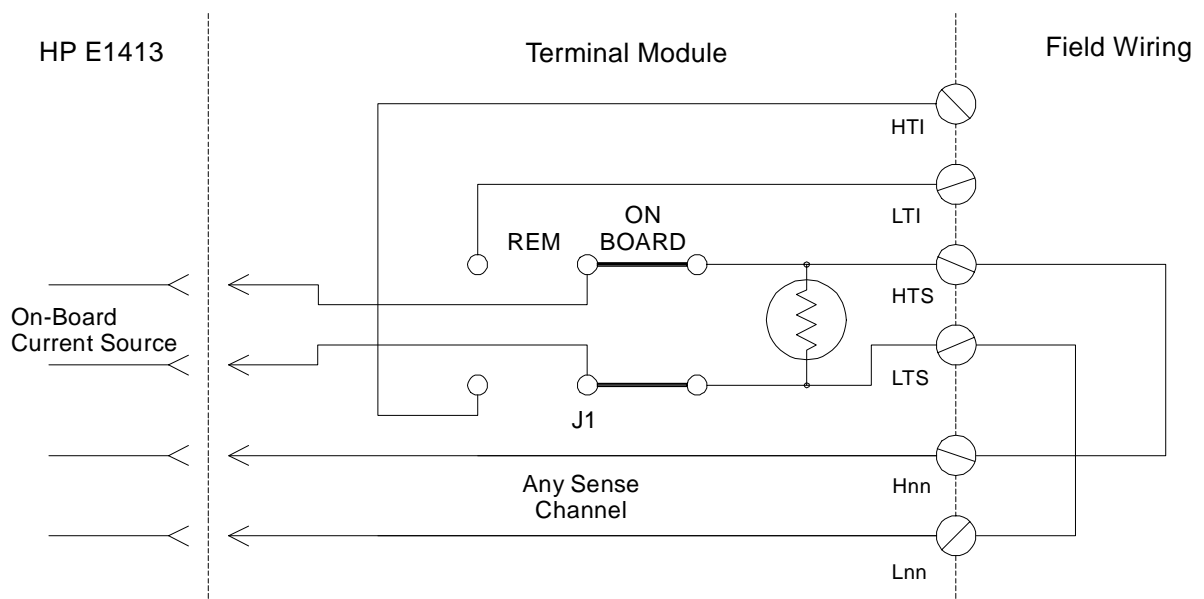 HP E1413
Terminal Module
Field Wiring
HTI
LTI
REM
ON
BOARD
HTS
On-Board
Current Source
LTS
J1
Any Sense
Channel
Hnn
Lnn